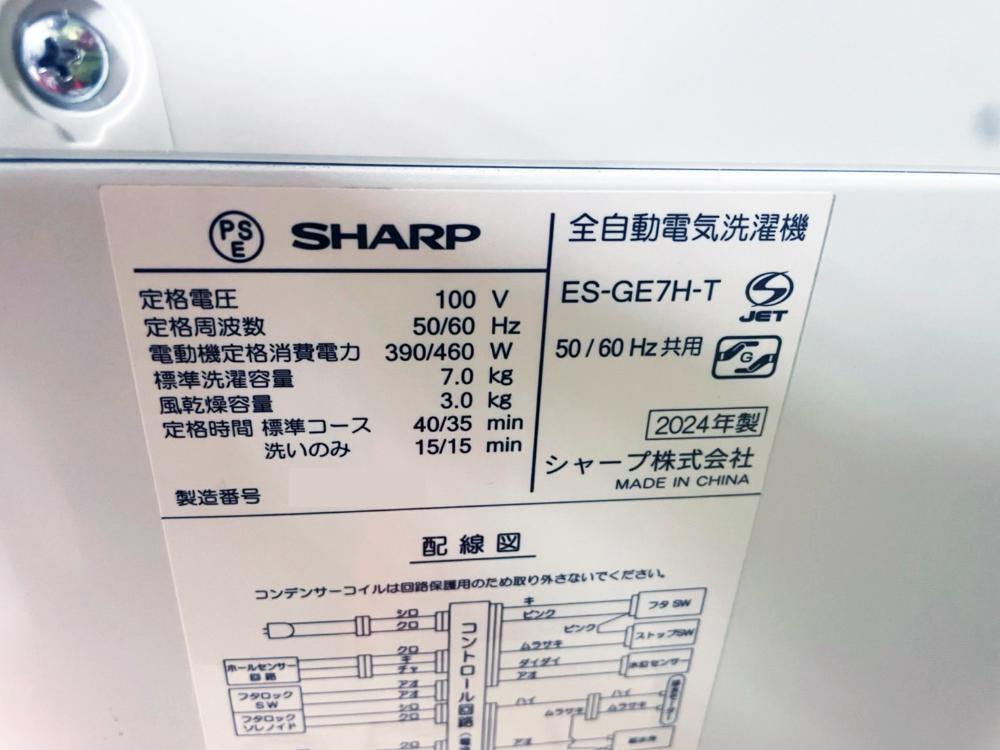 PSE SHARP
全自動電気洗濯機
定格電圧 100 V
定格周波数 50/60 Hz
電動機定格消費電力 390/460 W
標準洗濯容量 7.0 kg
風乾燥容量 3.0 kg
定格時間 標準コース 40/35 min
洗いのみ 15/15 min
製造番号
ES-GE7H-T
JET
50/60 Hz共用
G
2024年製
シャープ株式会社
MADE IN CHINA
配線図
コンデンサーコイルは回路保護用のため取り外さないでください。
シロ
クロ
クロ
キ
チャ
アオ
アオ
シロ
クロ
クロ
ホールセンサー
回路
フタロック
SW
フタロック
ソレノイド
コントロール回路
キ
ピンク
ピンク
ムラサキ
ダイダイ
アオ
ハイ
ムラサキ
ハイ
ムラサキ
アオ
フタ SW
ストップSW
水位センサー